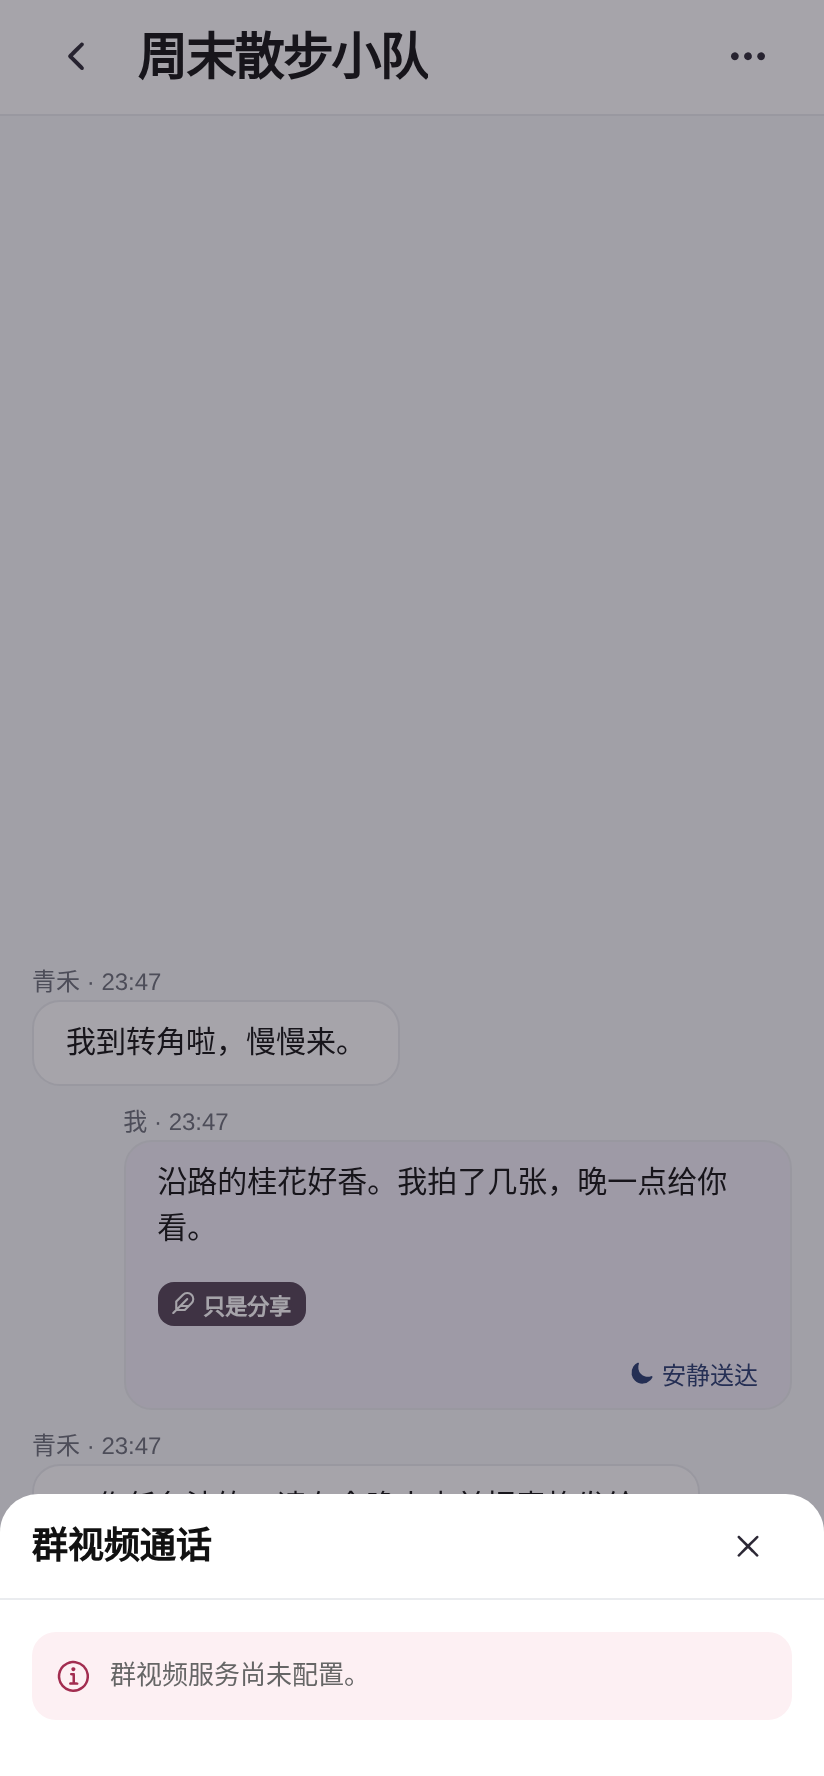 周末散步小队
青禾 · 23:47
我到转角啦，慢慢来。
我 · 23:47
沿路的桂花好香。我拍了几张，晚一点给你
看。
只是分享
安静送达
青禾 · 23:47
群视频通话
群视频服务尚未配置。